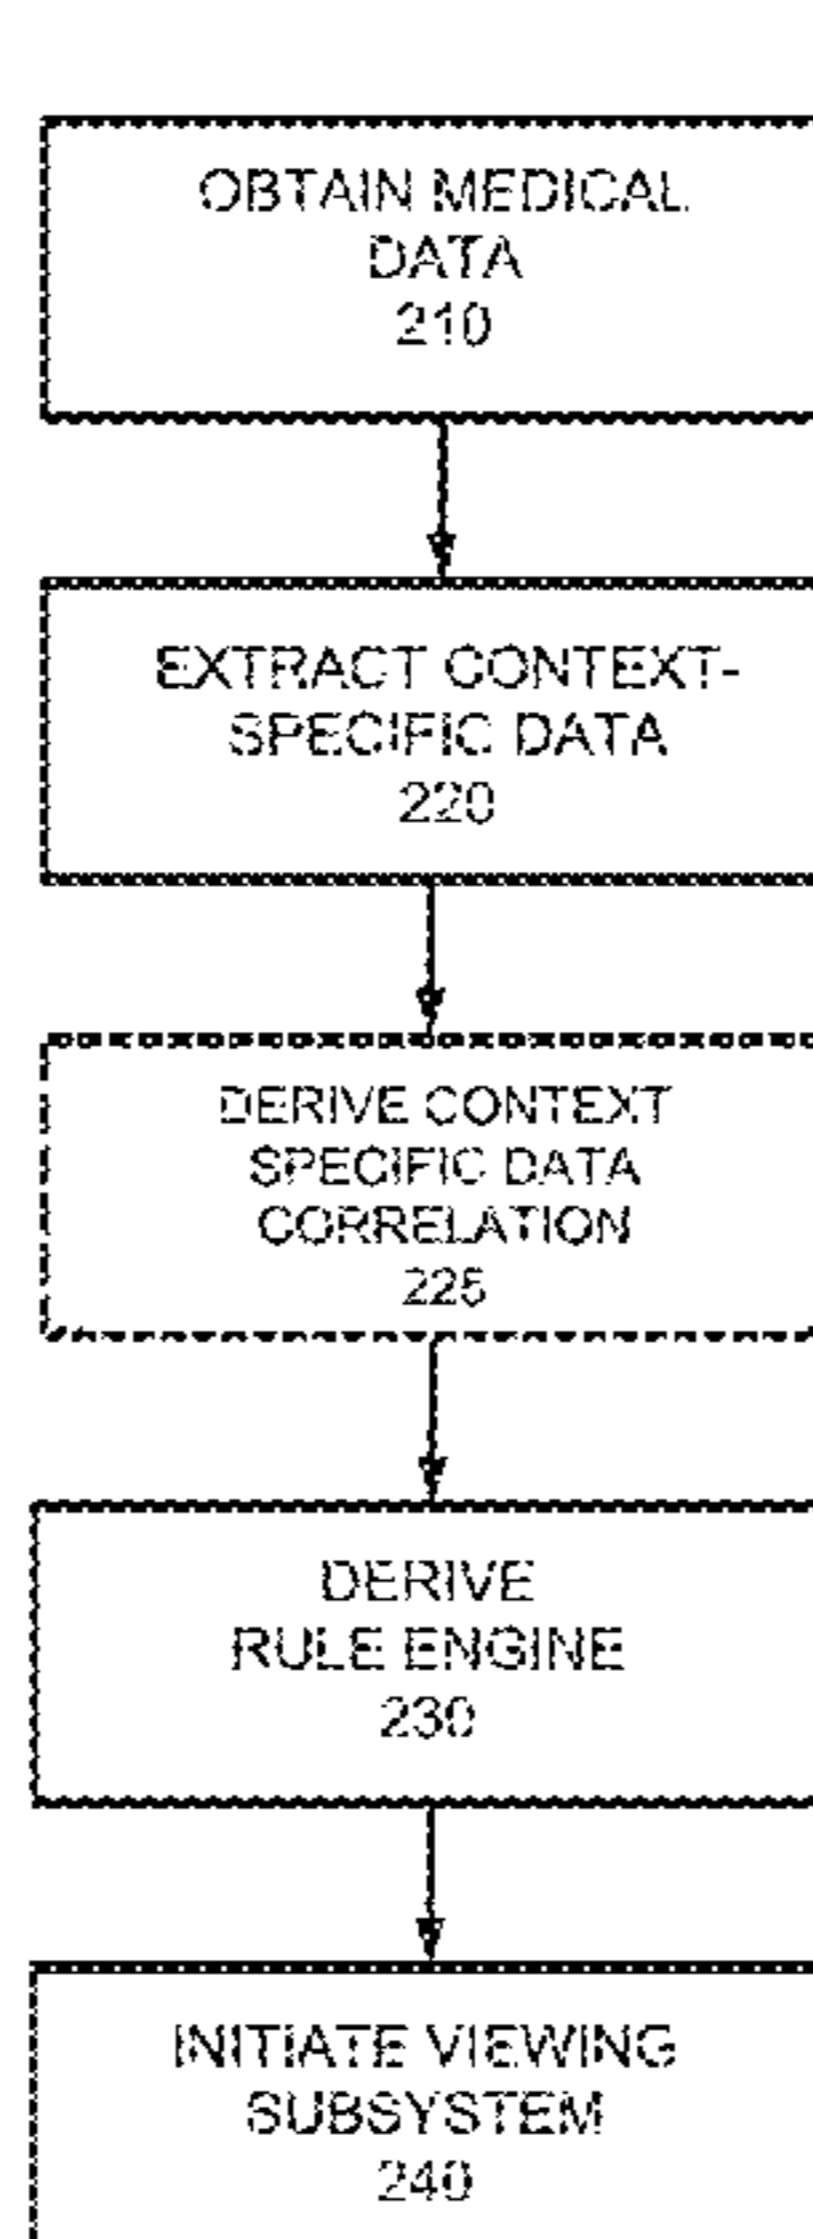 OBTAIN MEDICAL
DATA
210
EXTRACT CONTEXT-
SPECIFIC DATA
220
DERIVE CONTEXT
SPECIFIC DATA
CORRELATION
225
DERIVE
RULE ENGINE
230
INITIATE VIEWING
SUBSYSTEM
240